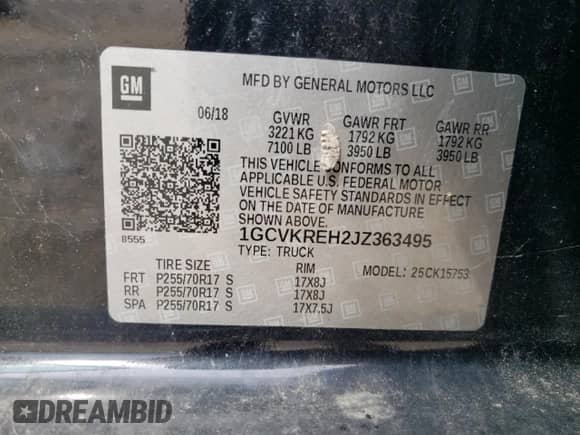 GM
MFD BY GENERAL MOTORS LLC
06/18
GVWR GAWR FRT GAWR RR
3221 KG 1792 KG 1792 KG
7100 LB 3950 LB 3950 LB
THIS VEHICLE CONFORMS TO ALL
APPLICABLE U.S. FEDERAL MOTOR
VEHICLE SAFETY STANDARDS IN EFFECT
ON THE DATE OF MANUFACTURE
SHOWN ABOVE.
8555
1GCVKREH2JZ363495
TYPE: TRUCK
TIRE SIZE RIM MODEL: 25CK15753
FRT P255/70R17 S 17X8J
RR P255/70R17 S 17X8J
SPA P255/70R17 S 17X7.5J
DREAMBID